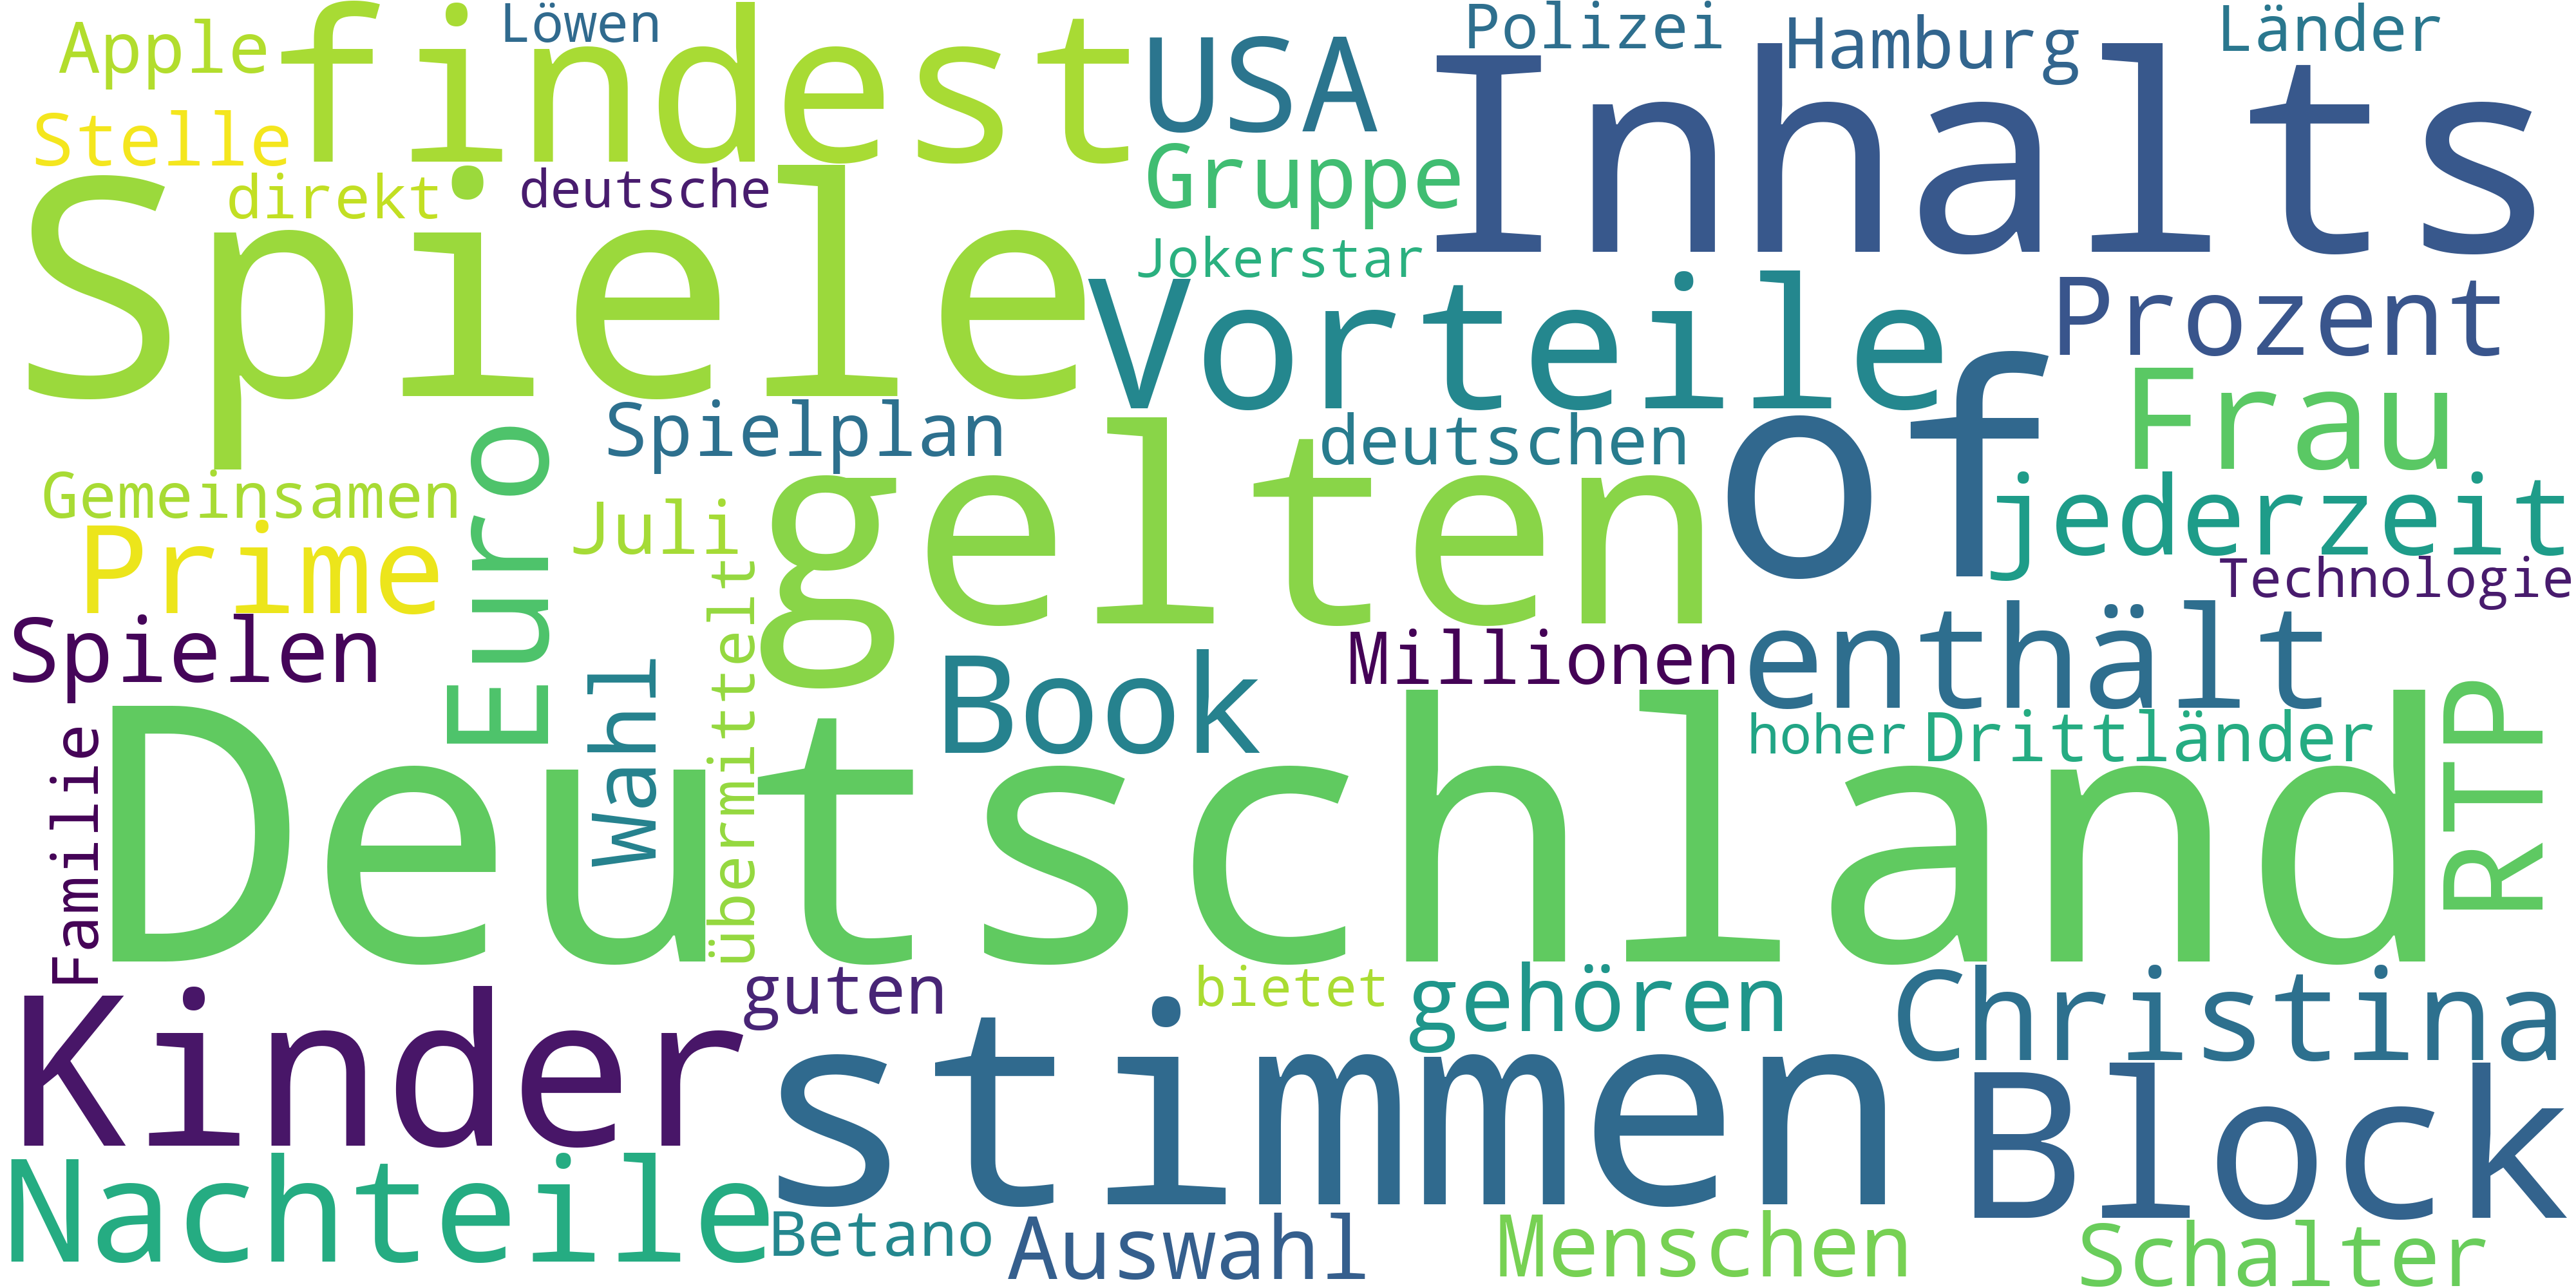 Apple
findest
Löwen
USA
Polizei
Inhalts
Hamburg
Länder
Stelle
direkt
deutsche
Gruppe
Spiele
Jokerstar
Vorteile
Prozent
Spielplan
deutschen
of
Frau
Gemeinsamen
Euro
Juli
gelten
jederzeit
Prime
übermittelt
Technologie
Spielen
Wahl
Book
Millionen
enthält
Familie
Deutschland
hoher
Drittländer
RTP
Kinder
guten
bietet
gehören
Christina
stimmen
Block
Nachteile
Betano
Auswahl
Menschen
Schalter